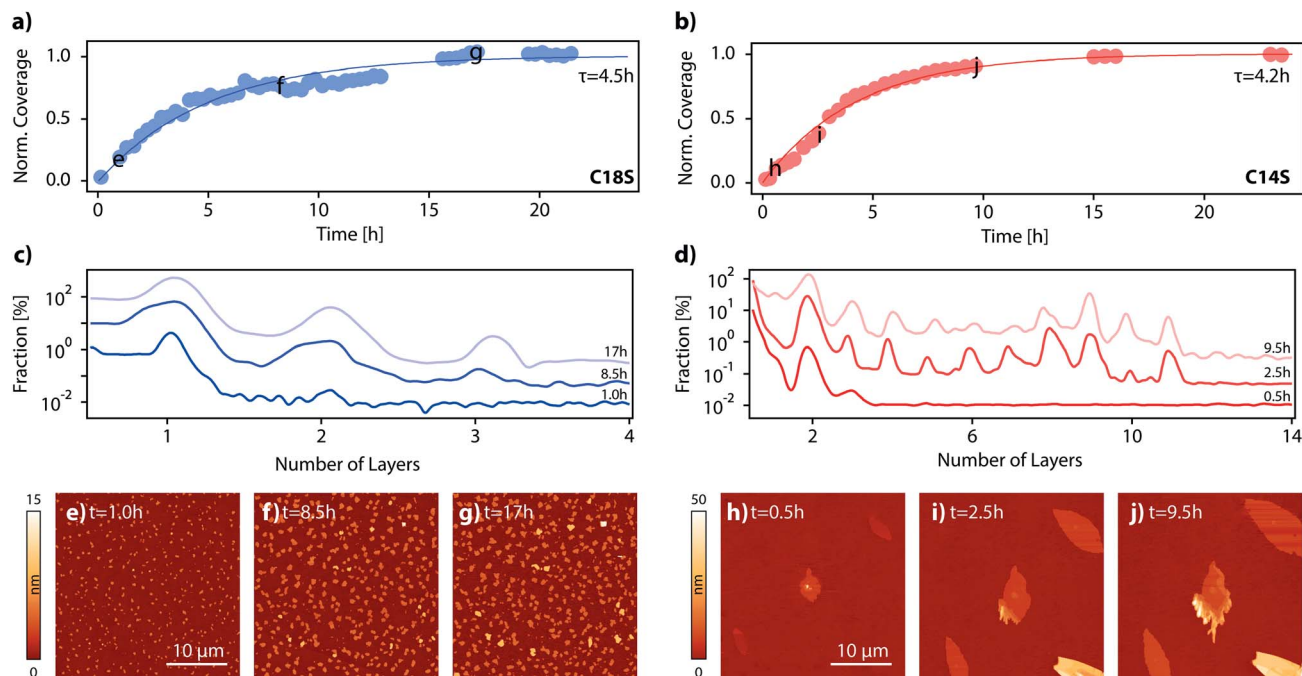 a)
1.0
0.5
0.0
Norm. Coverage
e
f
g
τ=4.5h
C18S
0 5 10 15 20
Time [h]
b)
1.0
0.5
0.0
Norm. Coverage
h
i
j
τ=4.2h
C14S
0 5 10 15 20
Time [h]
c)
10²
10⁰
10⁻²
Fraction [%]
17h
8.5h
1.0h
1 2 3 4
Number of Layers
d)
10²
10¹
10⁰
10⁻¹
10⁻²
Fraction [%]
9.5h
2.5h
0.5h
2 6 10 14
Number of Layers
15
nm
0
e) t=1.0h
10 µm
f) t=8.5h
g) t=17h
50
nm
0
h) t=0.5h
10 µm
i) t=2.5h
j) t=9.5h